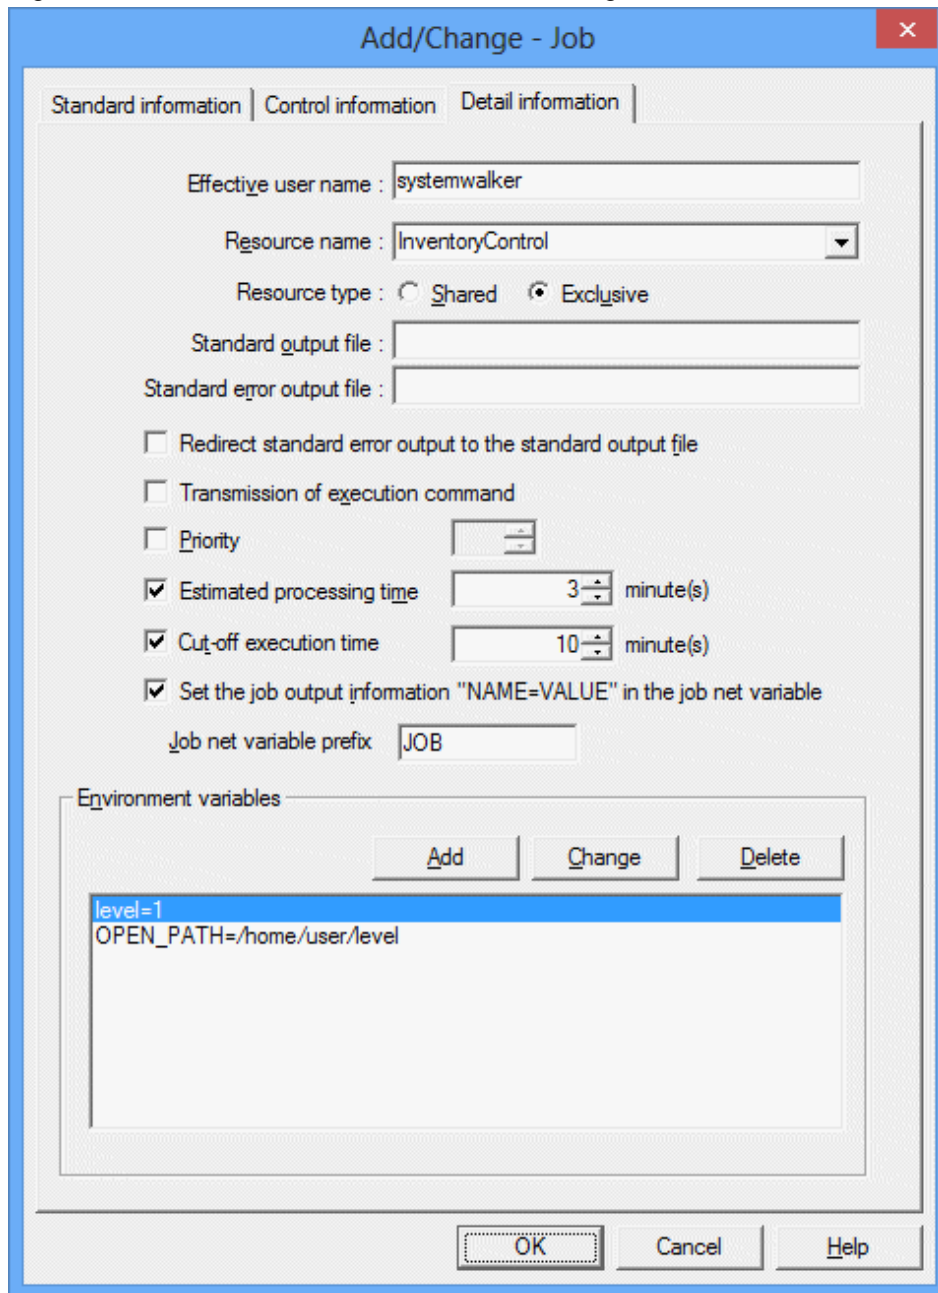 Add/Change - Job
Standard information Control information Detail information
Effective user name : systemwalker
Resource name : InventoryControl
Resource type : Shared Exclusive
Standard output file :
Standard error output file :
Redirect standard error output to the standard output file
Transmission of execution command
Priority
Estimated processing time 3 minute(s)
Cut-off execution time 10 minute(s)
Set the job output information "NAME=VALUE" in the job net variable
Job net variable prefix JOB
Environment variables
Add Change Delete
level=1
OPEN_PATH=/home/user/level
OK Cancel Help